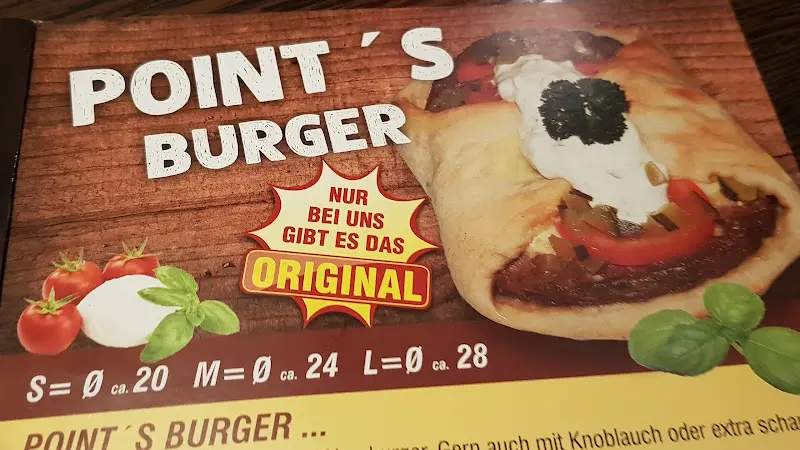 POINT´S
BURGER
NUR
BEI UNS
GIBT ES DAS
ORIGINAL
S= Ø ca. 20 M= Ø ca. 24 L=Ø ca. 28
POINT´S BURGER ...
Gern auch mit Knoblauch oder extra